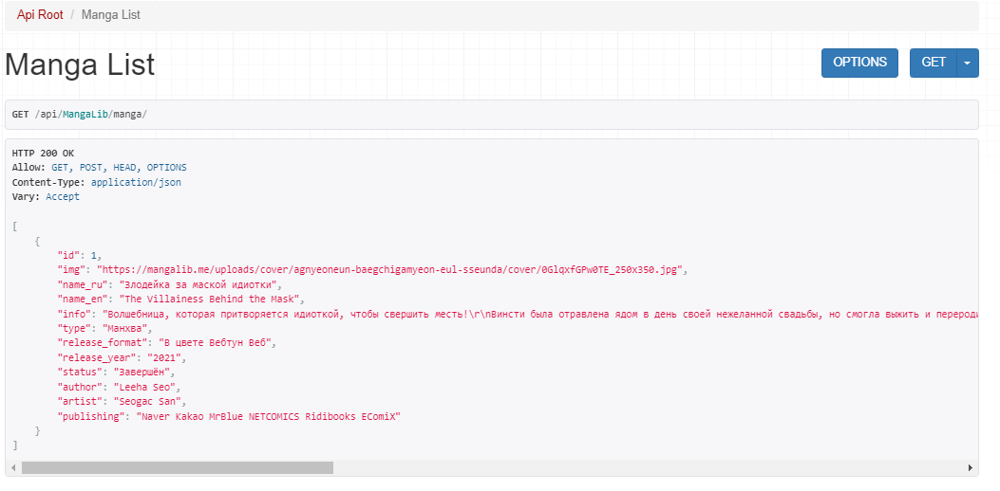 Api Root / Manga List
Manga List
OPTIONS
GET
GET /api/MangaLib/manga/
HTTP 200 OK
Allow: GET, POST, HEAD, OPTIONS
Content-Type: application/json
Vary: Accept
[
{
"id": 1,
"img": "https://mangalib.me/uploads/cover/agnyeoneun-baegchigamyeon-eul-sseunda/cover/0GlqxfGPw0TE_250x350.jpg",
"name_ru": "Злодейка за маской идиотки",
"name_en": "The Villainess Behind the Mask",
"info": "Волшебница, которая притворяется идиоткой, чтобы свершить месть!\r\nВинсти была отравлена ядом в день своей нежеланной свадьбы, но смогла выжить и перероди
"type": "Манхва",
"release_format": "В цвете Вебтун Веб",
"release_year": "2021",
"status": "Завершён",
"author": "Leeha Seo",
"artist": "Seogac San",
"publishing": "Naver Kakao MrBlue NETCOMICS Ridibooks EComiX"
}
]